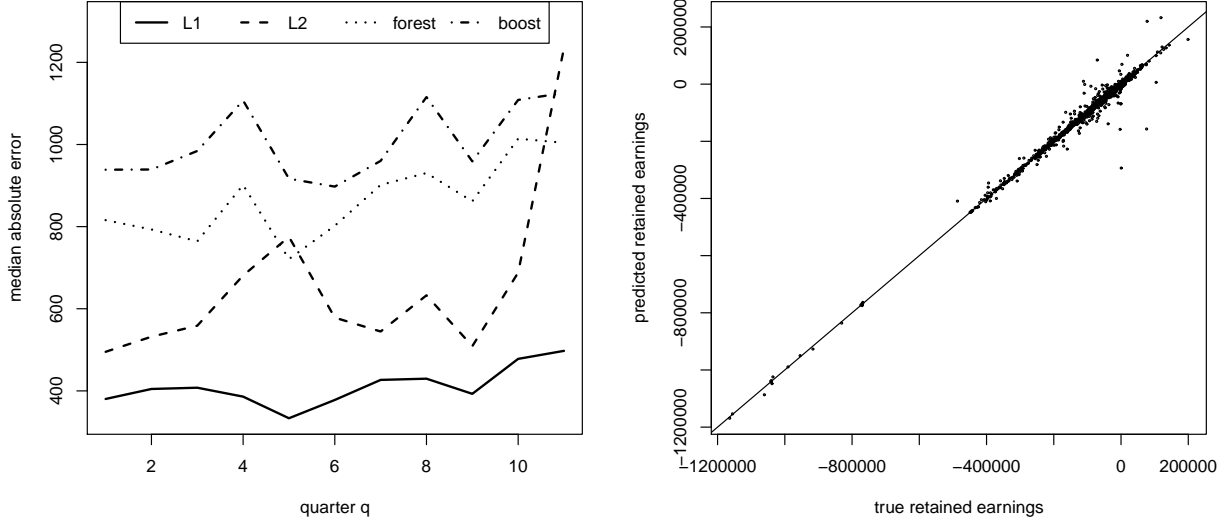 L1 L2 forest boost
median absolute error
400 600 800 1000 1200
2 4 6 8 10
quarter q
predicted retained earnings
−1200000 −800000 −400000 0 200000
−1200000 −800000 −400000 0 200000
true retained earnings